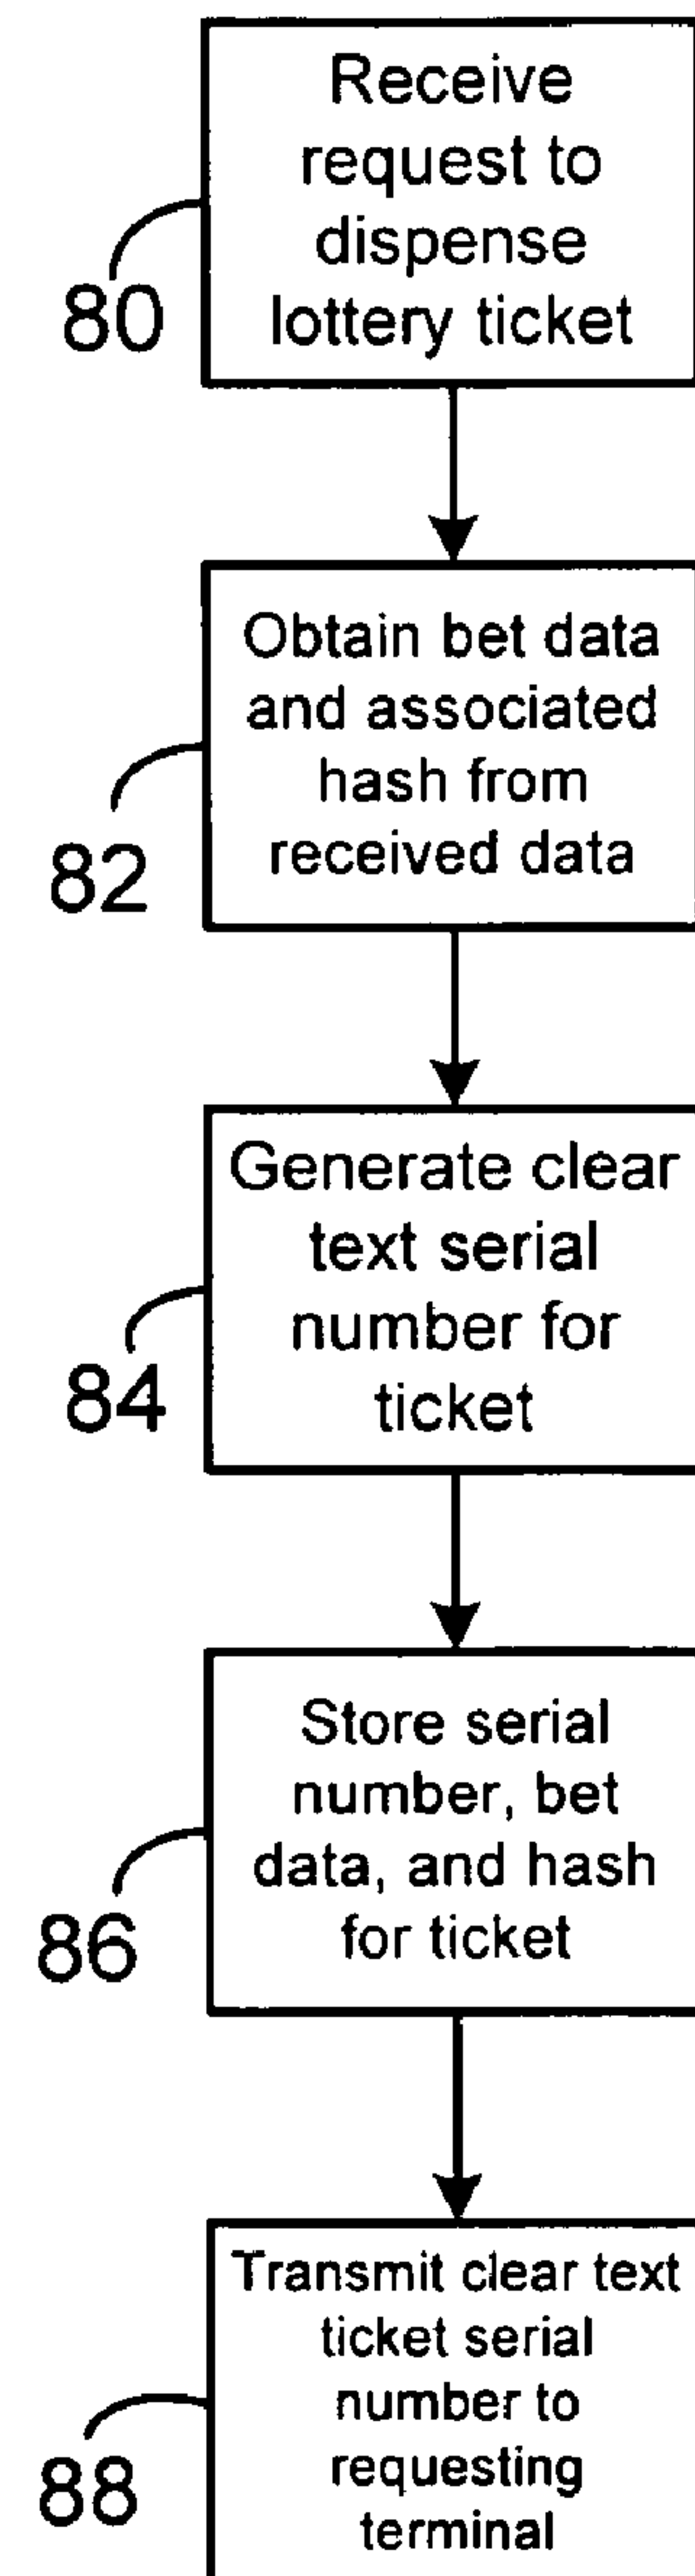 Receive
request to
dispense
lottery ticket
80
Obtain bet data
and associated
hash from
received data
82
Generate clear
text serial
number for
ticket
84
Store serial
number, bet
data, and hash
for ticket
86
Transmit clear text
ticket serial
number to
requesting
terminal
88